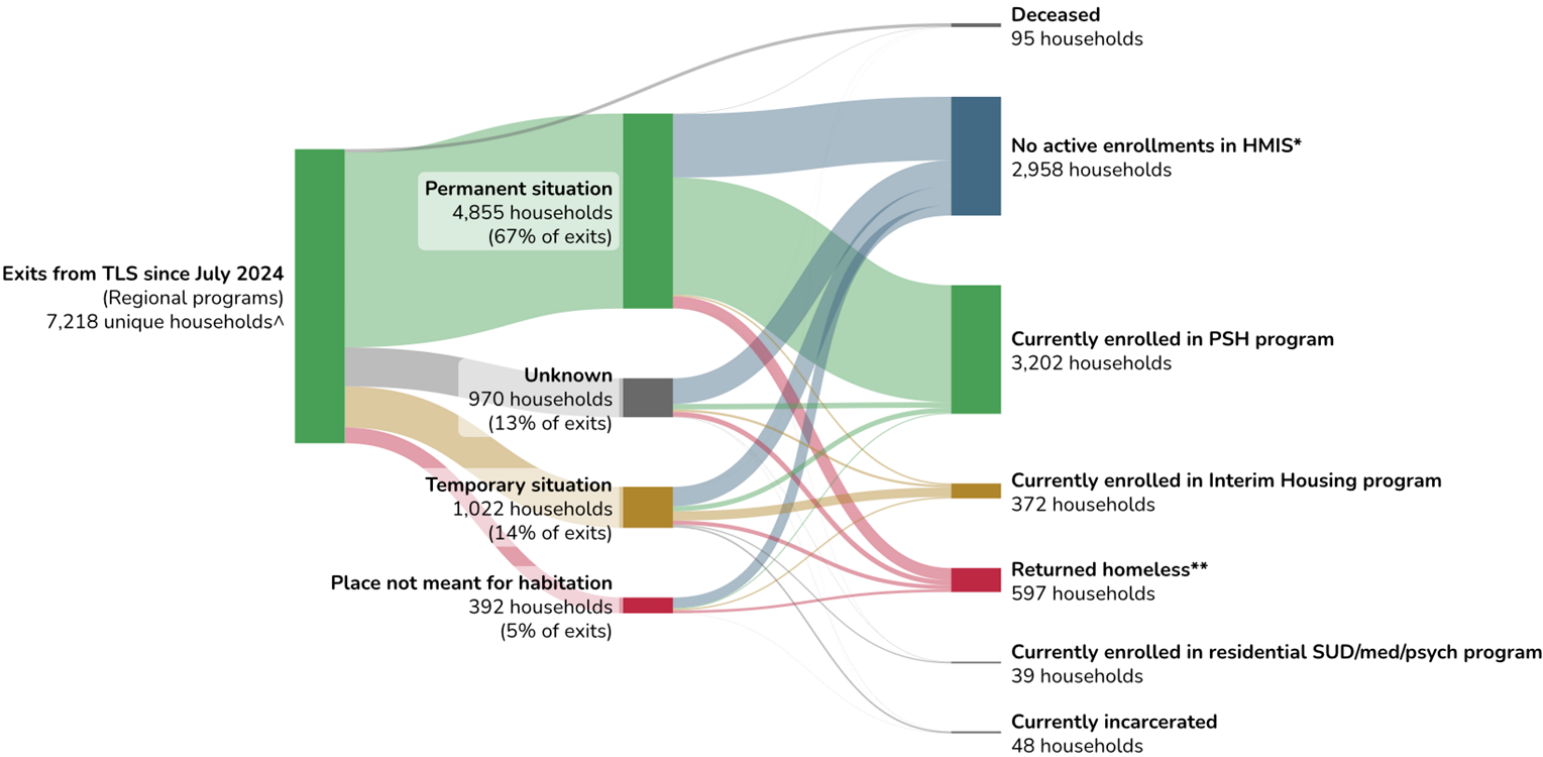 Exits from TLS since July 2024
(Regional programs)
7,218 unique households^
Permanent situation
4,855 households
(67% of exits)
Unknown
970 households
(13% of exits)
Temporary situation
1,022 households
(14% of exits)
Place not meant for habitation
392 households
(5% of exits)
Deceased
95 households
No active enrollments in HMIS*
2,958 households
Currently enrolled in PSH program
3,202 households
Currently enrolled in Interim Housing program
372 households
Returned homeless**
597 households
Currently enrolled in residential SUD/med/psych program
39 households
Currently incarcerated
48 households